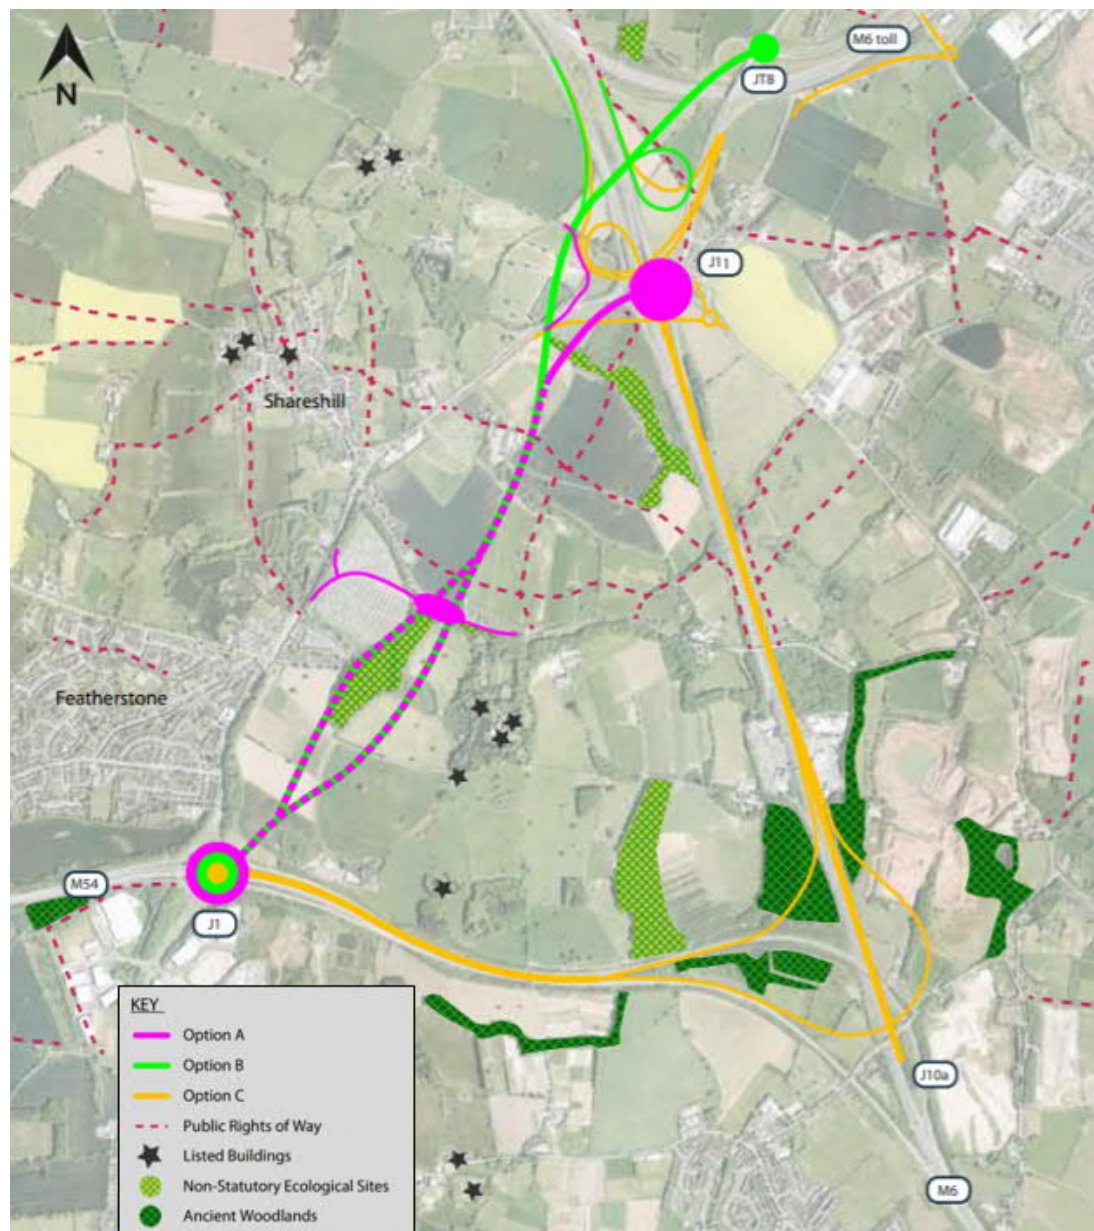 N
M6 toll
JT8
J11
Shareshill
Featherstone
M54
J1
J10a
M6
KEY
Option A
Option B
Option C
Public Rights of Way
Listed Buildings
Non-Statutory Ecological Sites
Ancient Woodlands